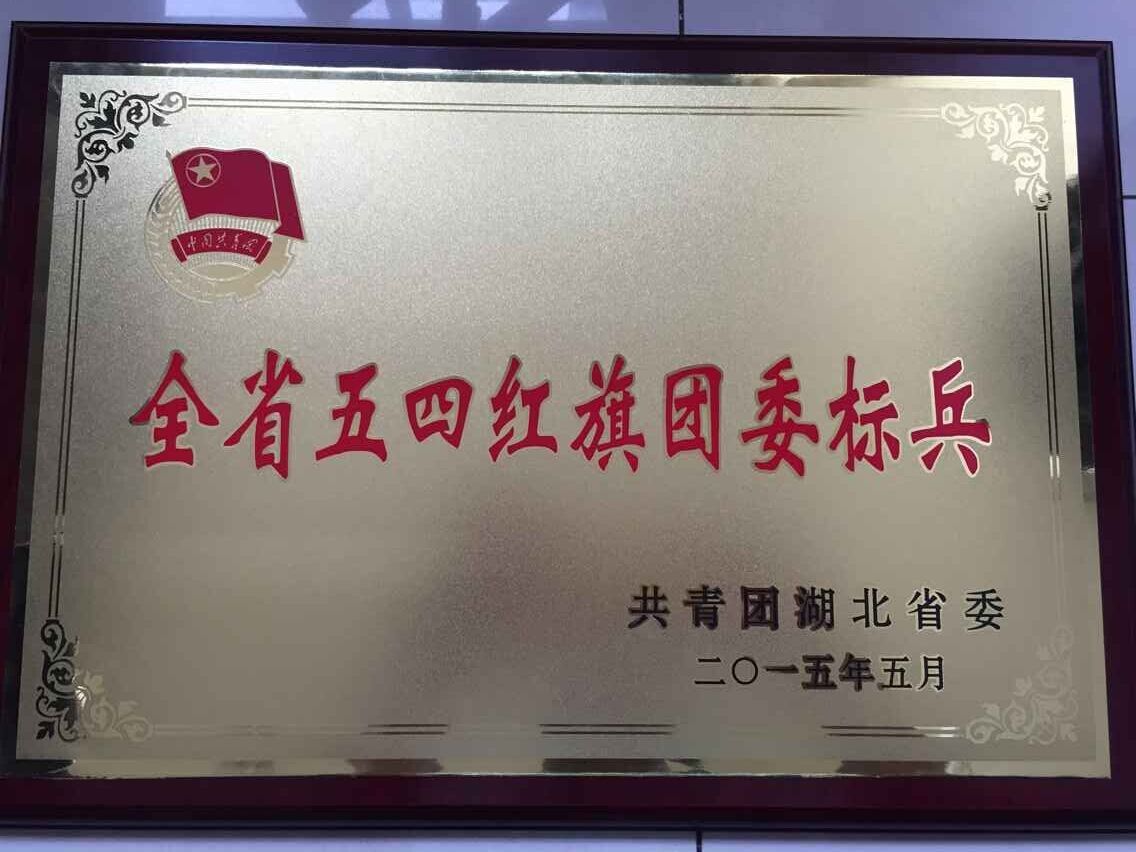 中国共青团
全省五四红旗团委标兵
共青团湖北省委
二〇一五年五月